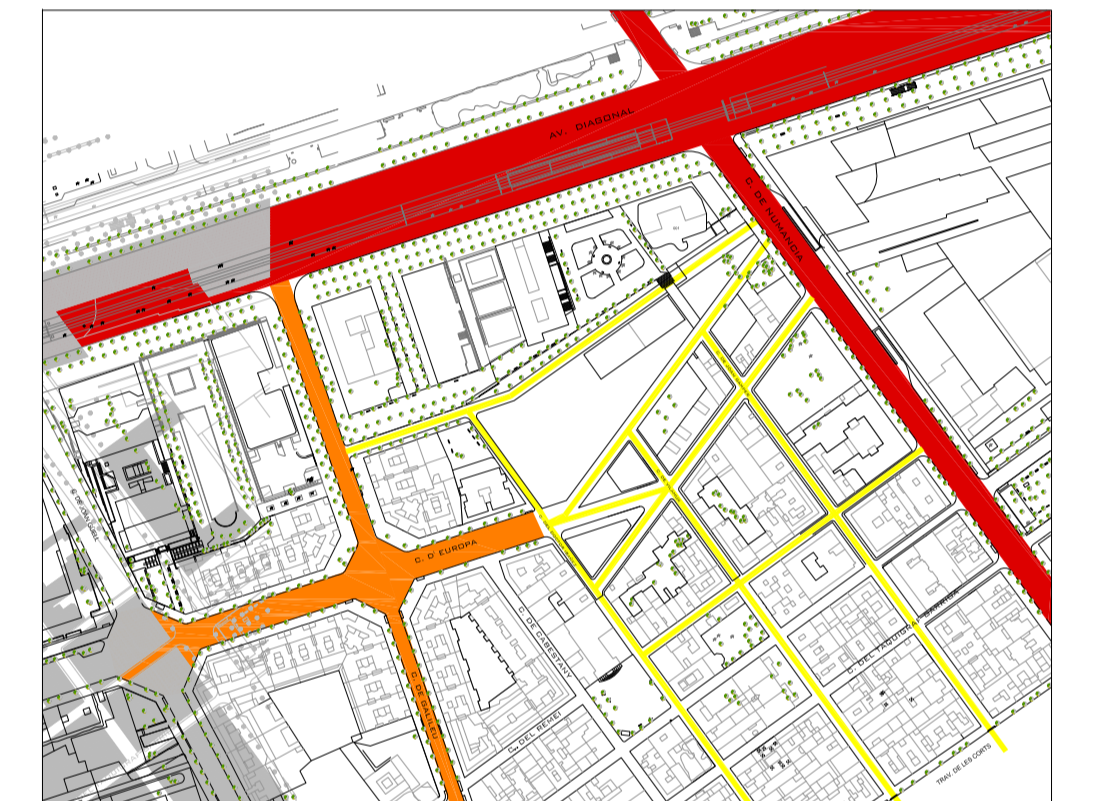 AV. DIAGONAL
C. DE NUMANCIA
C. D' EUROPA
C. DE CABESTANY
C. DEL TAQUIGRAF GARRIGA
C. DE GALILEU
C. DEL REMEI
TRAV. DE LES CORTS